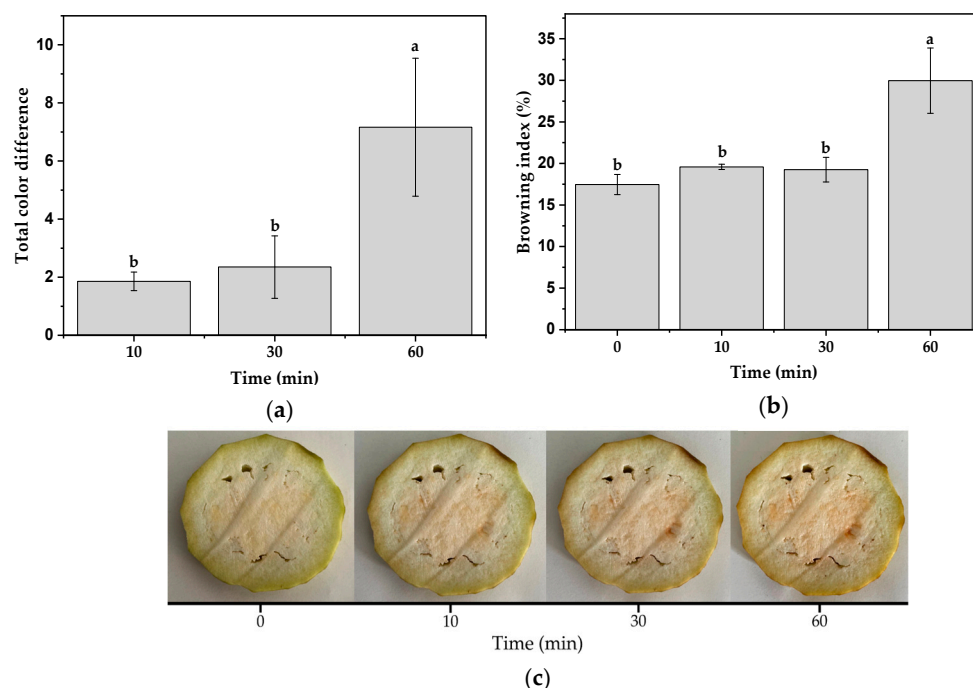 a
b
b
10
8
6
4
2
0
Total color difference
10 30 60
Time (min)
(a)
a
b
b
b
35
30
25
20
15
10
5
0
Browning index (%)
0 10 30 60
Time (min)
(b)
0 10 30 60
Time (min)
(c)